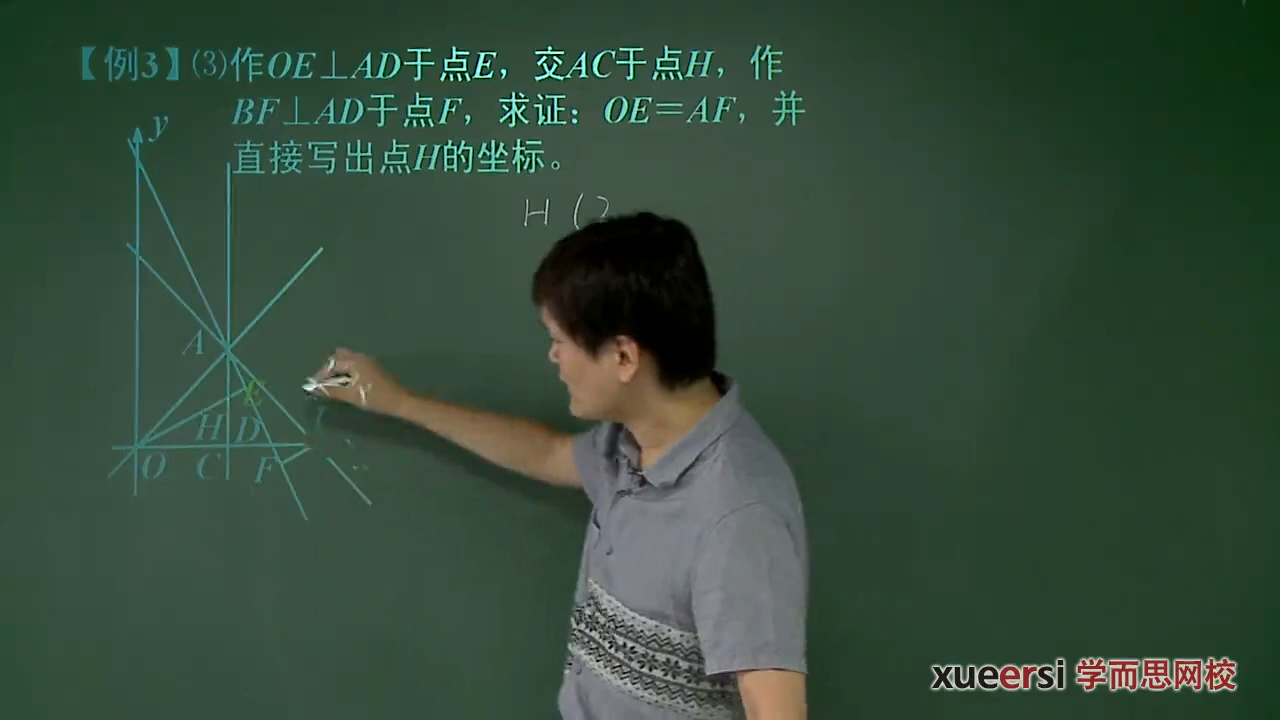 【例3】(3)作OE⊥AD于点E，交AC于点H，作
BF⊥AD于点F，求证：OE＝AF，并
直接写出点H的坐标。
H (2
y
A
E
H D
O C F
xueersi 学而思网校